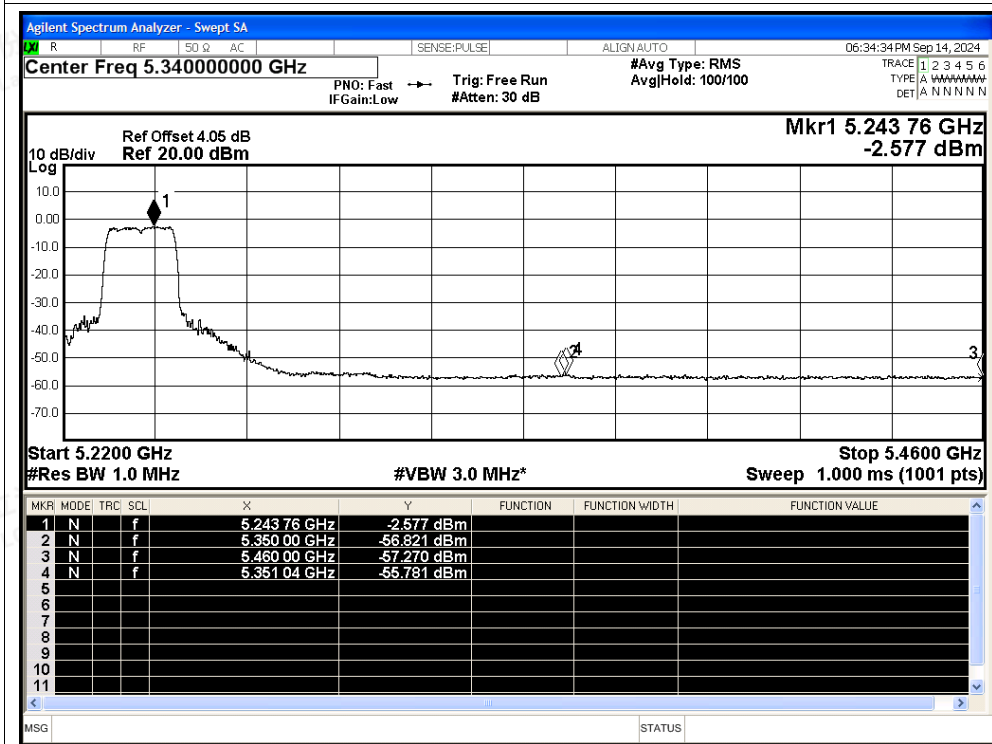 Agilent Spectrum Analyzer - Swept SA
LXI R RF 50 Ω AC SENSE:PULSE ALIGN AUTO 06:34:34 PM Sep 14, 2024
Center Freq 5.340000000 GHz #Avg Type: RMS TRACE 1 2 3 4 5 6
PNO: Fast Trig: Free Run Avg|Hold: 100/100 TYPE A WWWWW
IFGain:Low #Atten: 30 dB DET A N N N N N
Mkr1 5.243 76 GHz
-2.577 dBm
Ref Offset 4.05 dB
10 dB/div Ref 20.00 dBm
Log
10.0
1
0.00
-10.0
-20.0
-30.0
-40.0
-50.0
2 4 3
-60.0
-70.0
Start 5.2200 GHz Stop 5.4600 GHz
#Res BW 1.0 MHz #VBW 3.0 MHz* Sweep 1.000 ms (1001 pts)
MKR MODE TRC SCL X Y FUNCTION FUNCTION WIDTH FUNCTION VALUE
1 N f 5.243 76 GHz -2.577 dBm
2 N f 5.350 00 GHz -56.821 dBm
3 N f 5.460 00 GHz -57.270 dBm
4 N f 5.351 04 GHz -55.781 dBm
5
6
7
8
9
10
11
MSG STATUS